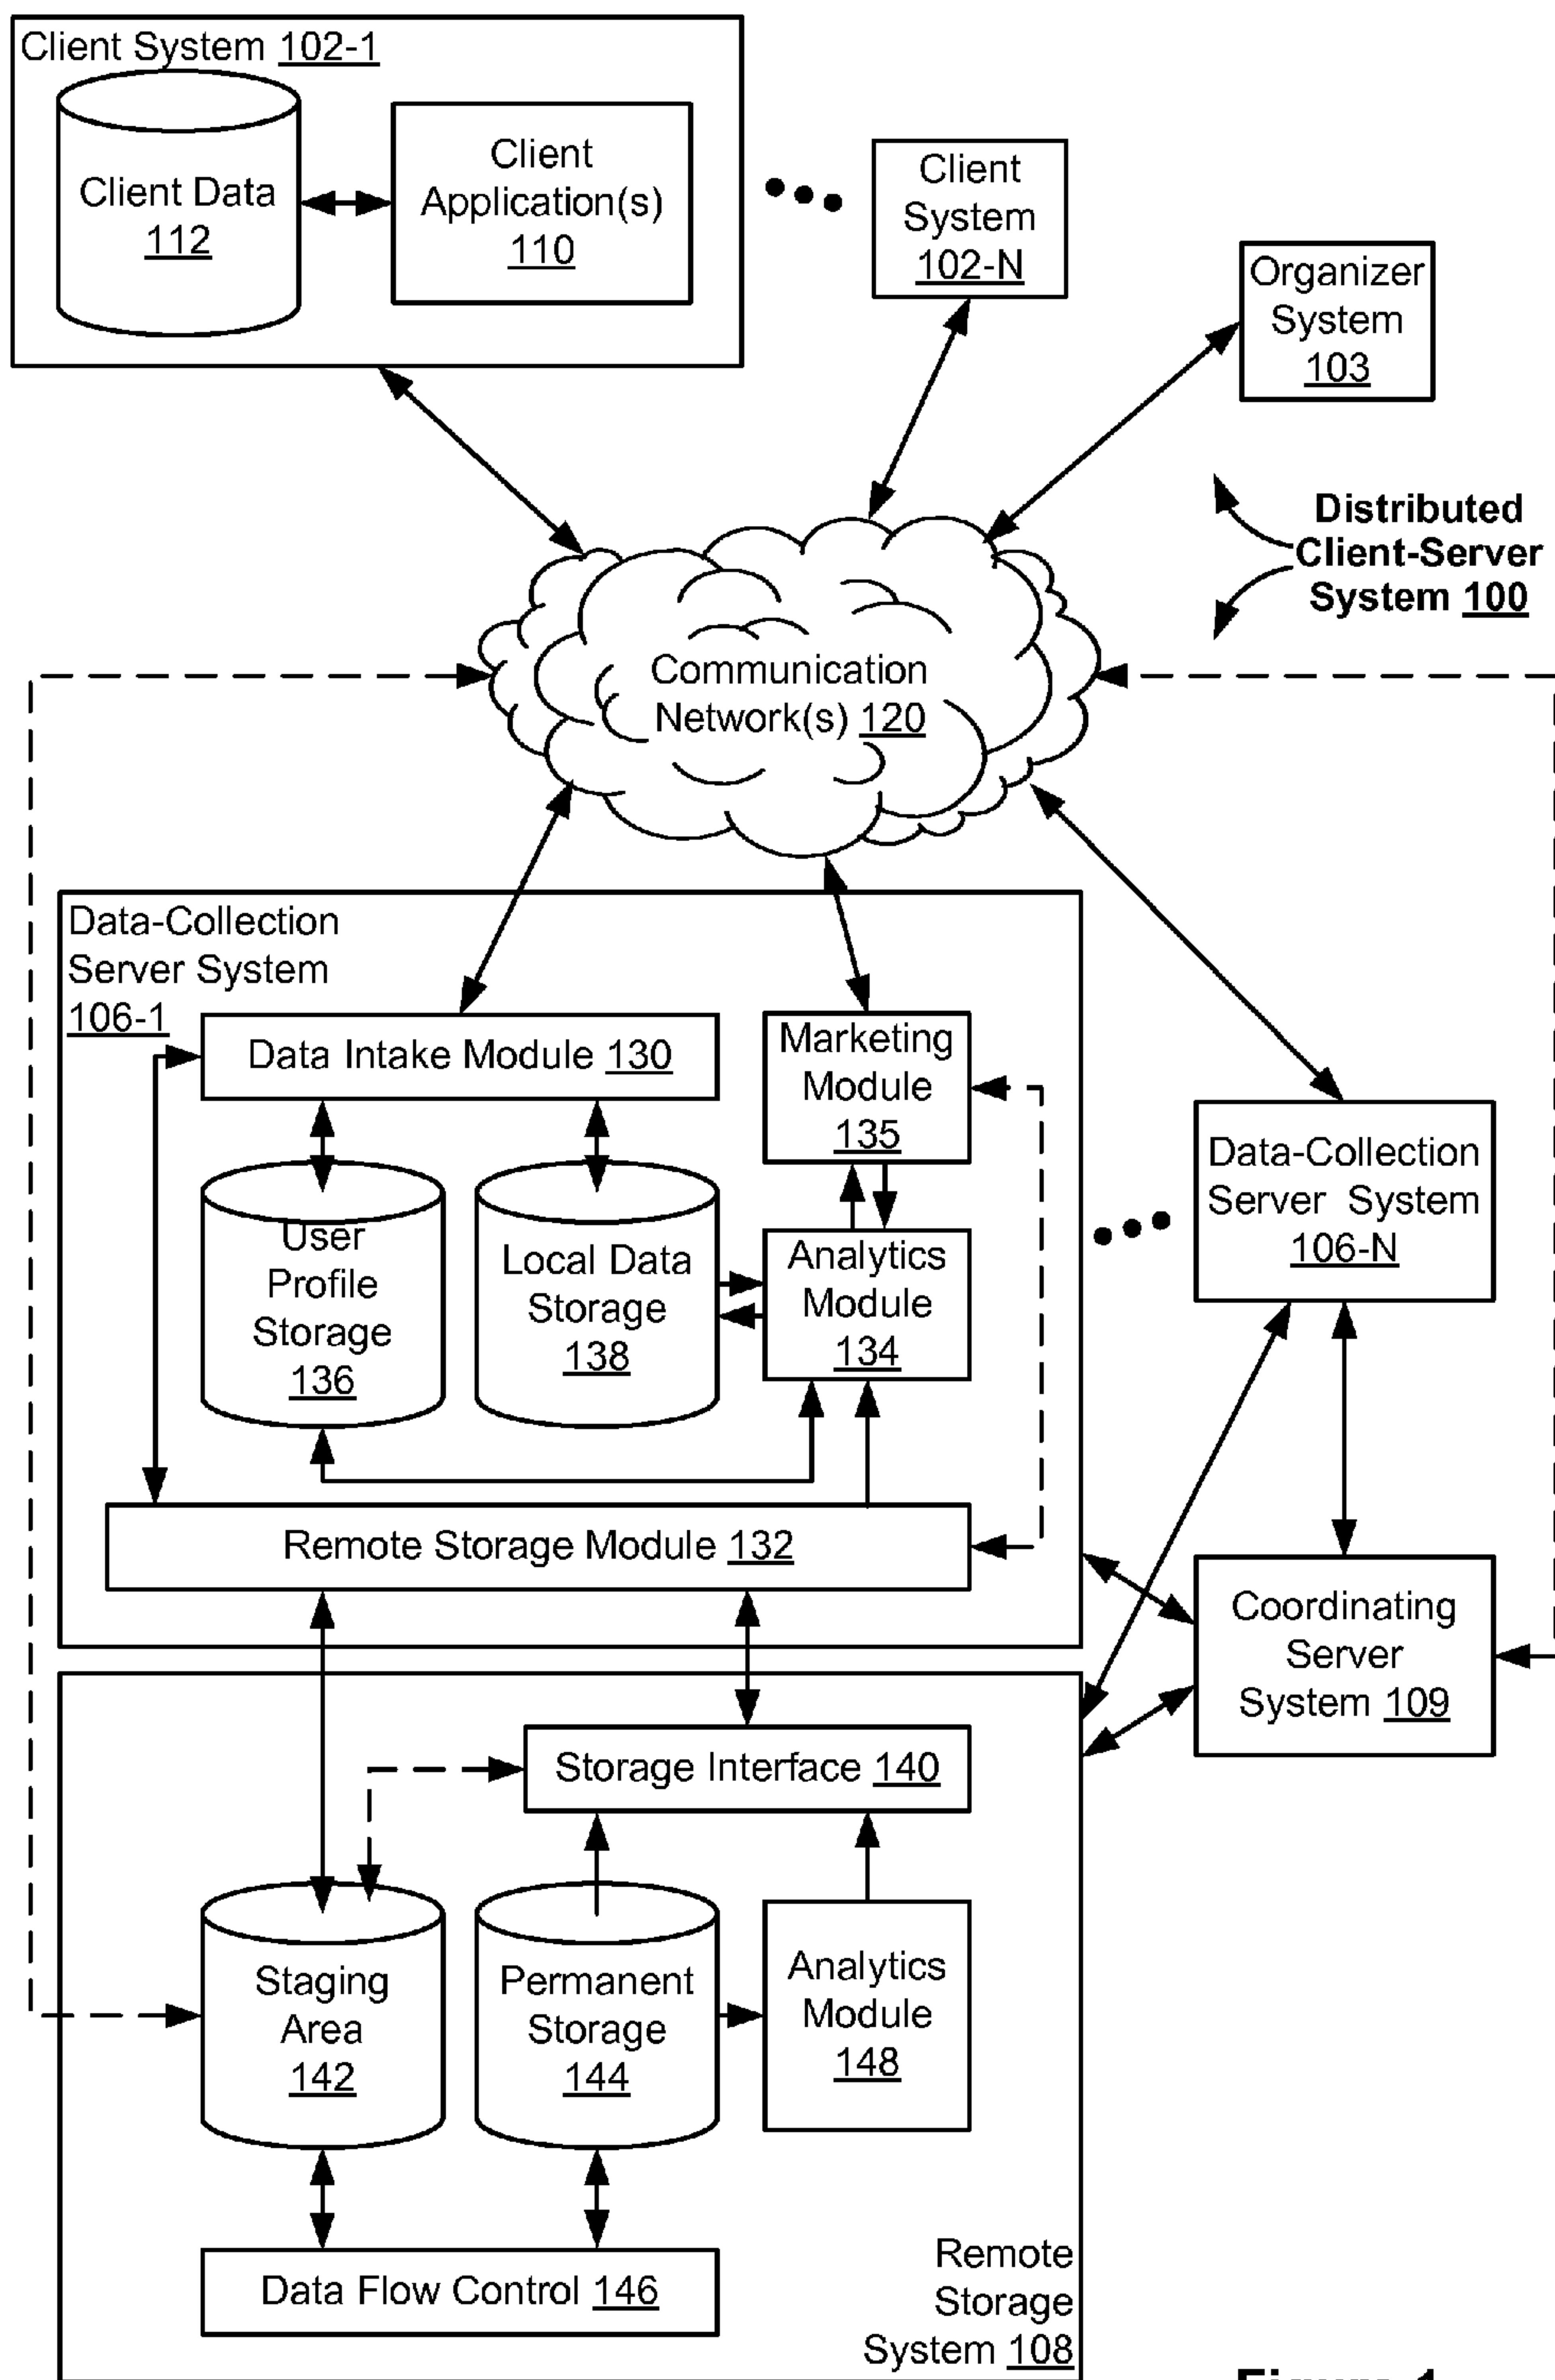 Client System 102-1
Client Data
112
Client
Application(s)
110
Client
System
102-N
Organizer
System
103
Distributed
Client-Server
System 100
Communication
Network(s) 120
Data-Collection
Server System
106-1
Data Intake Module 130
Marketing
Module
135
User
Profile
Storage
136
Local Data
Storage
138
Analytics
Module
134
Data-Collection
Server System
106-N
Remote Storage Module 132
Coordinating
Server
System 109
Storage Interface 140
Staging
Area
142
Permanent
Storage
144
Analytics
Module
148
Data Flow Control 146
Remote
Storage
System 108
Figure 1